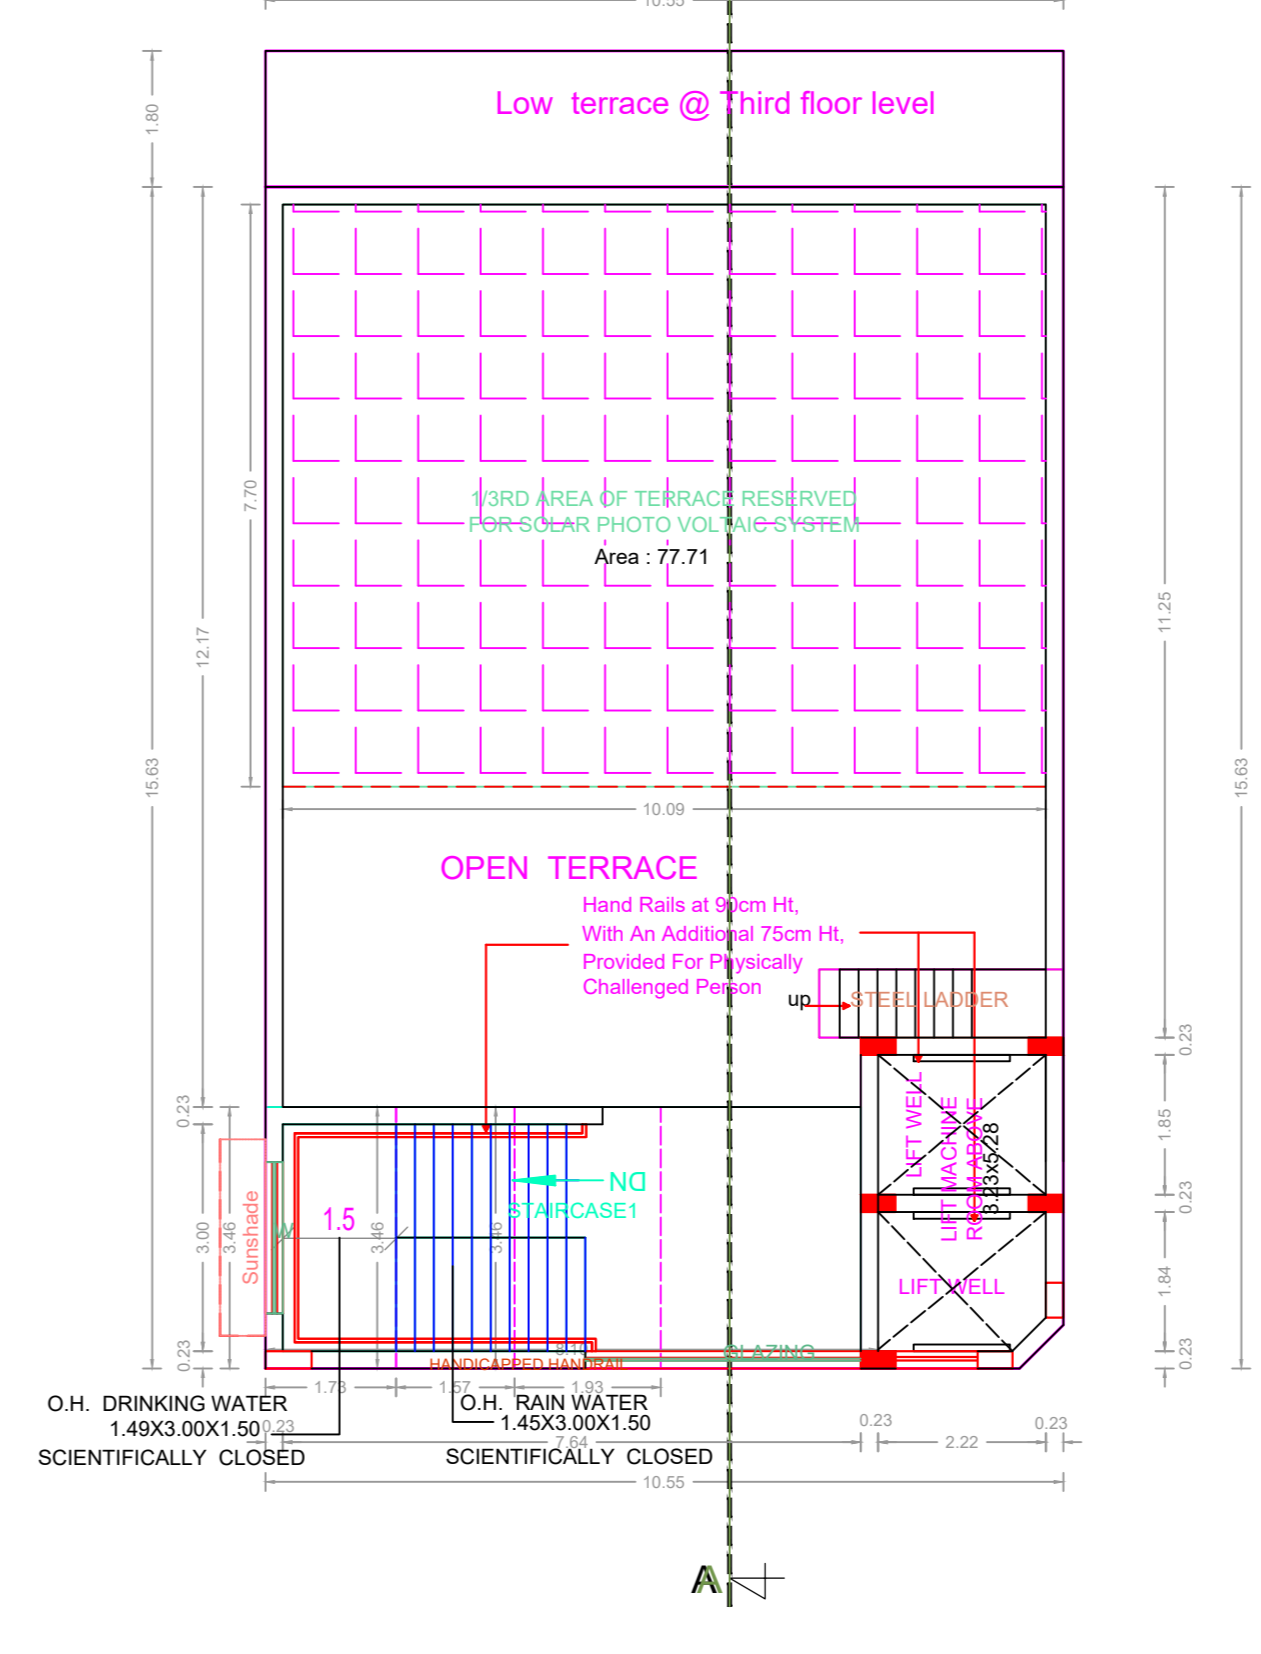 10.55
Low terrace @ Third floor level
1.80
15.63
12.17
7.70
1/3RD AREA OF TERRACE RESERVED
FOR SOLAR PHOTO VOLTAIC SYSTEM
Area : 77.71
11.25
15.63
10.09
OPEN TERRACE
Hand Rails at 90cm Ht,
With An Additional 75cm Ht,
Provided For Physically
Challenged Person
up
STEEL LADDER
0.23
1.85
0.23
1.84
0.23
LIFT WELL
LIFT MACHINE
ROOM ABOVE
3.23x5.28
LIFT WELL
0.23
3.00
3.46
0.23
Sunshade
W
1.5
3.46
3.46
DN
STAIRCASE1
8.10
GLAZING
HANDICAPPED HANDRAIL
1.73
1.57
1.93
O.H. DRINKING WATER
1.49X3.00X1.50
SCIENTIFICALLY CLOSED
O.H. RAIN WATER
1.45X3.00X1.50
SCIENTIFICALLY CLOSED
0.23
7.64
0.23
2.22
0.23
10.55
A